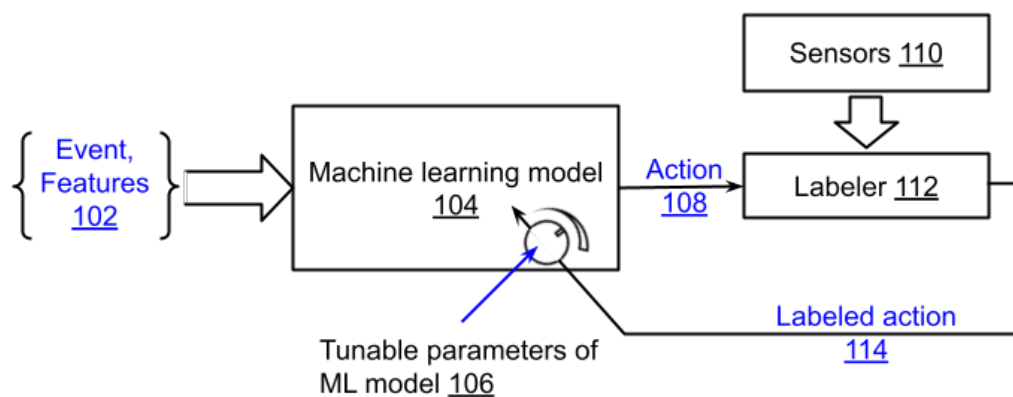 Sensors 110
Event,
Features
102
Machine learning model
104
Action
108
Labeler 112
Tunable parameters of
ML model 106
Labeled action
114